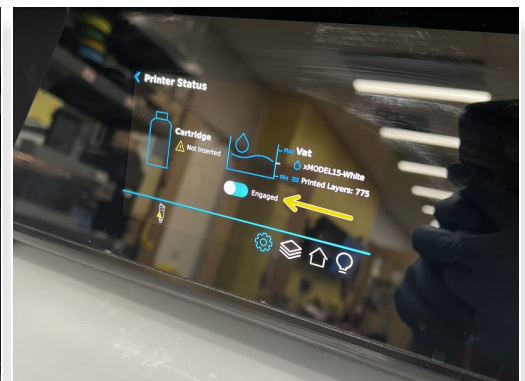 Printer Status
Cartridge
Not Inserted
Max
Vat
xMODEL15-White
Min
Printed Layers: 775
Engaged